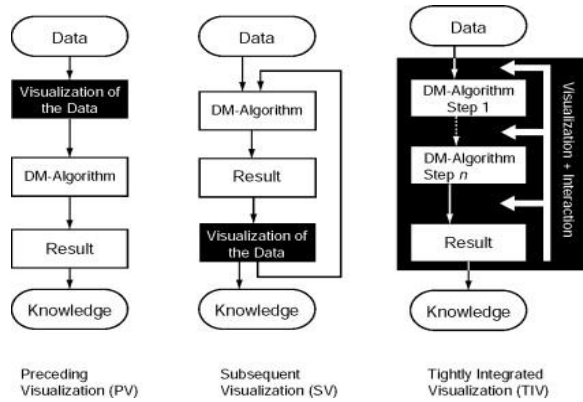 Data
Visualization of
the Data
DM-Algorithm
Result
Knowledge
Preceding
Visualization (PV)
Data
DM-Algorithm
Result
Visualization of
the Data
Knowledge
Subsequent
Visualization (SV)
Data
DM-Algorithm
Step 1
DM-Algorithm
Step n
Result
Visualization + Interaction
Knowledge
Tightly Integrated
Visualization (TIV)